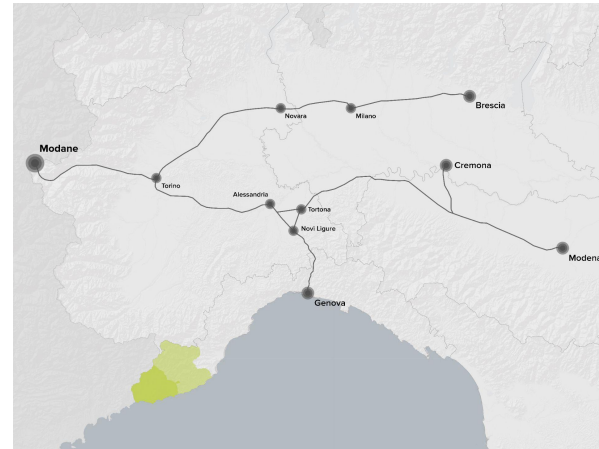 Brescia
Novara
Milano
Modane
Cremona
Torino
Alessandria
Tortona
Novi Ligure
Modena
Genova